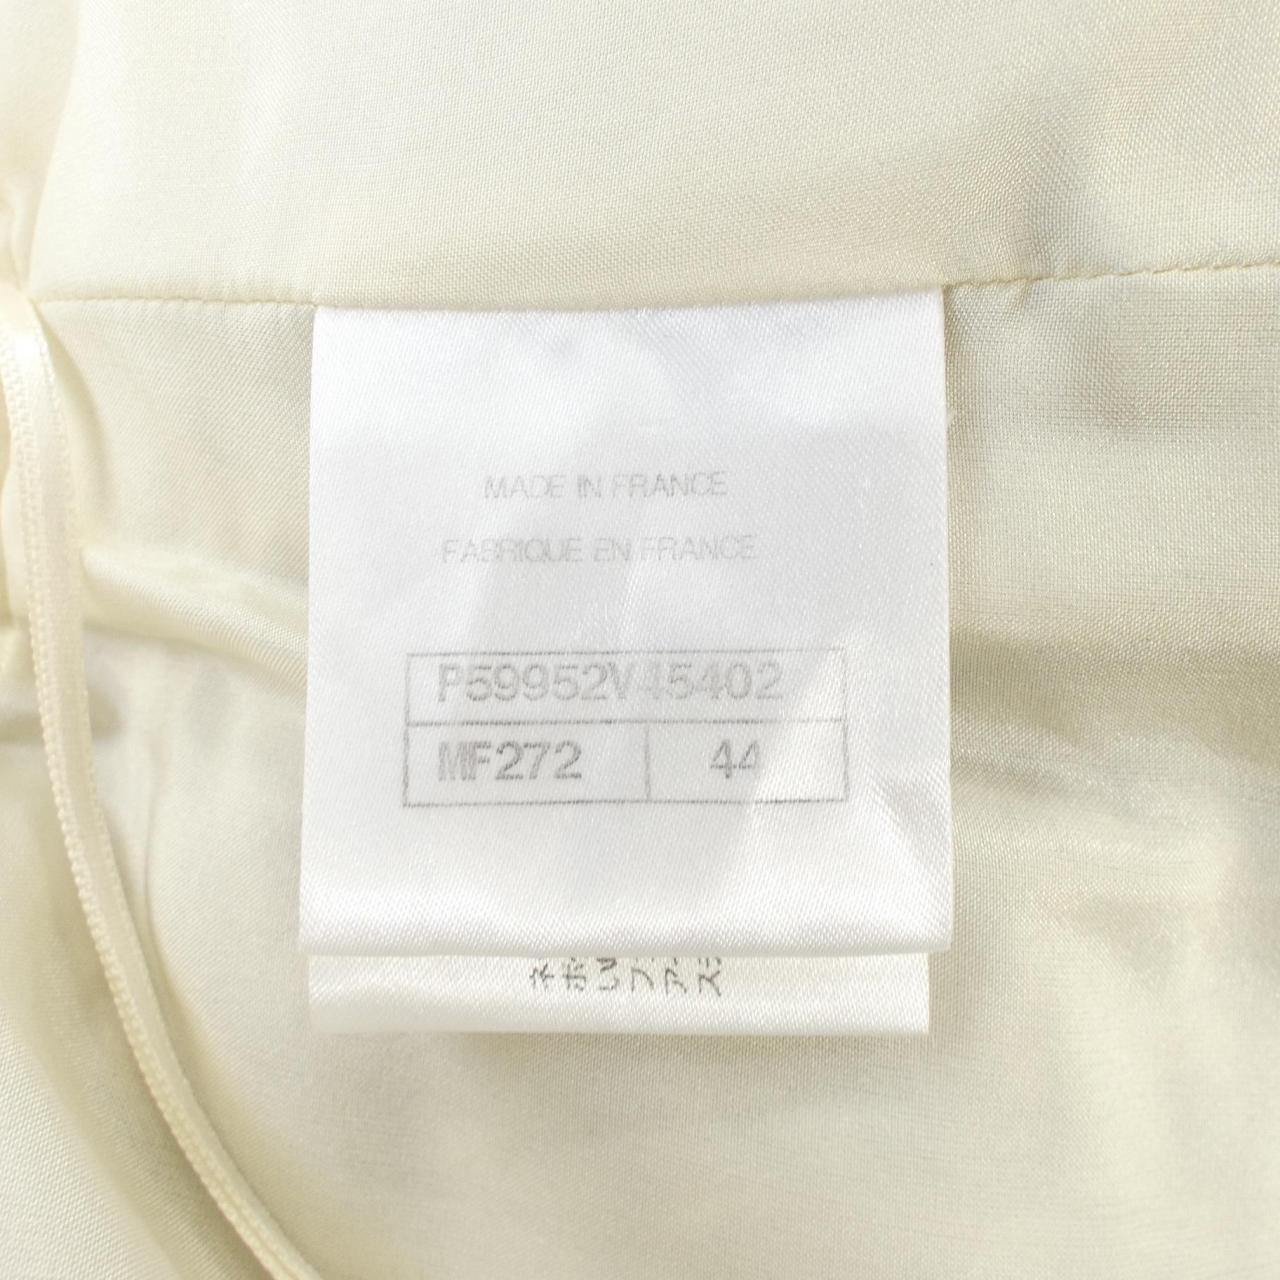 MADE IN FRANCE
FABRIQUE EN FRANCE
P59952V45402
MF272 44